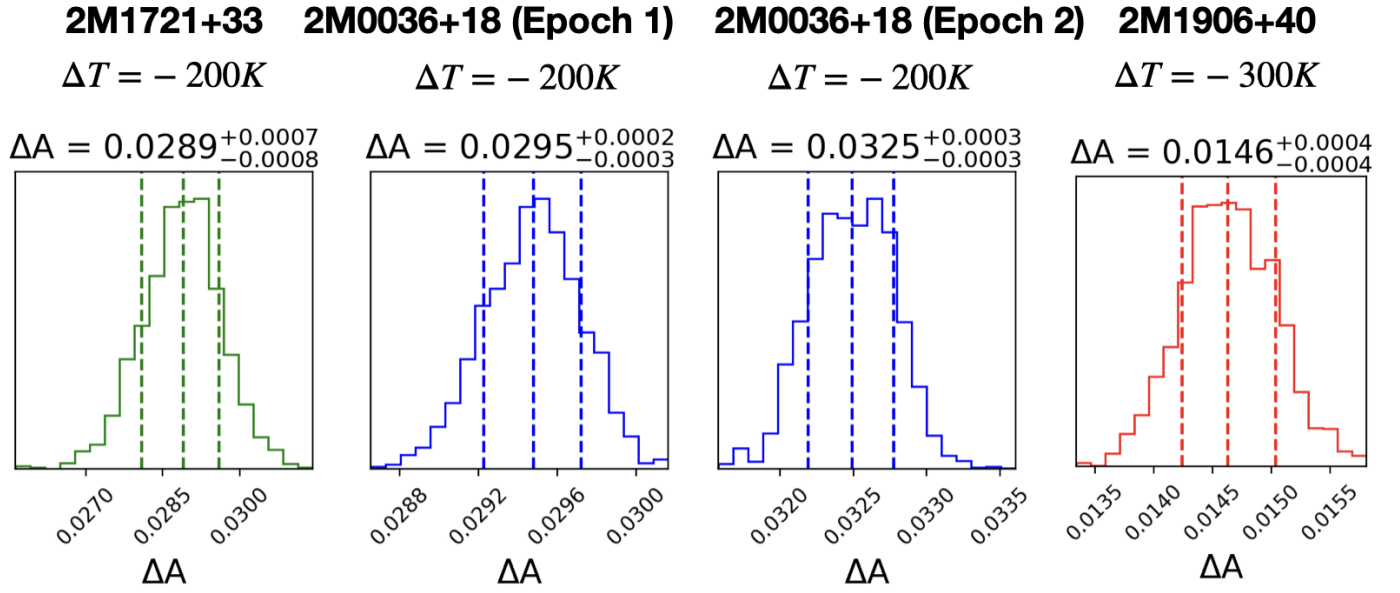 2M1721+33
ΔT = − 200K
ΔA = 0.0289+0.0007 −0.0008
0.0270
0.0285
0.0300
ΔA
2M0036+18 (Epoch 1)
ΔT = − 200K
ΔA = 0.0295+0.0002 −0.0003
0.0288
0.0292
0.0296
0.0300
ΔA
2M0036+18 (Epoch 2)
ΔT = − 200K
ΔA = 0.0325+0.0003 −0.0003
0.0320
0.0325
0.0330
0.0335
ΔA
2M1906+40
ΔT = − 300K
ΔA = 0.0146+0.0004 −0.0004
0.0135
0.0140
0.0145
0.0150
0.0155
ΔA